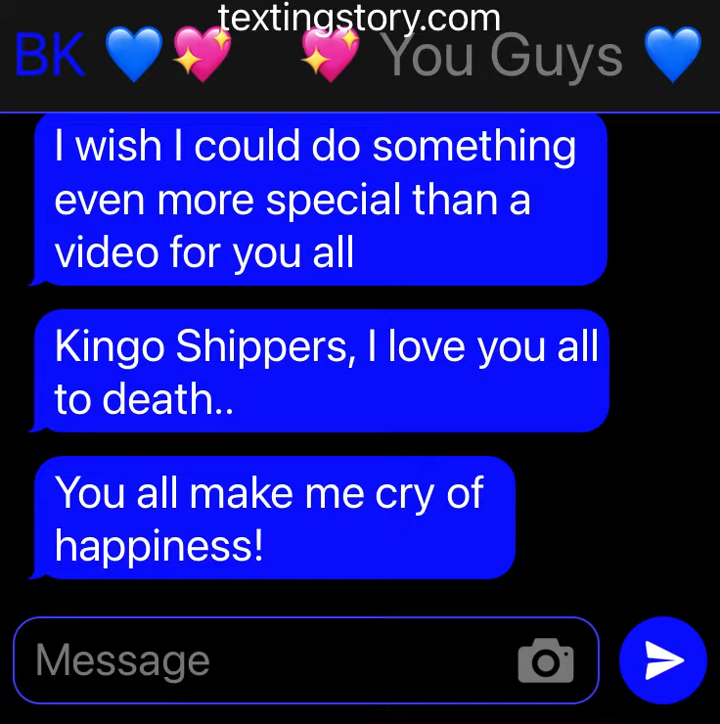 textingstory.com
BK 💙💖 💖 You Guys 💙
I wish I could do something
even more special than a
video for you all
Kingo Shippers, I love you all
to death..
You all make me cry of
happiness!
Message